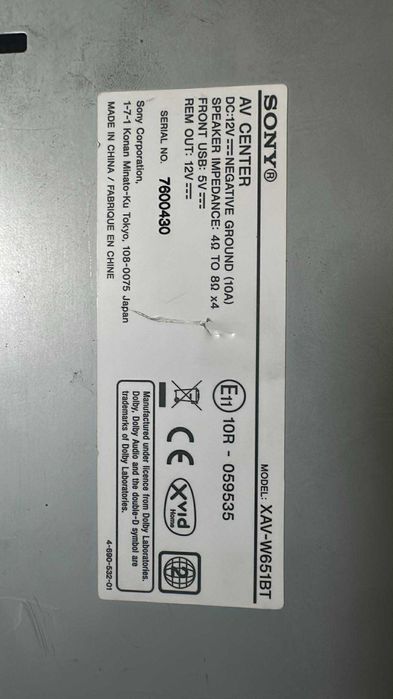 SONY®
MODEL: XAV-W651BT
AV CENTER
DC:12V NEGATIVE GROUND (10A)
SPEAKER IMPEDANCE: 4Ω TO 8Ω x4
FRONT USB: 5V
REM OUT: 12V
E11 10R - 059535
SERIAL NO. 7600430
CE
Xvid
Home
2
Sony Corporation.
1-7-1 Konan Minato-Ku Tokyo, 108-0075 Japan
MADE IN CHINA / FABRIQUE EN CHINE
Manufactured under licence from Dolby Laboratories.
Dolby, Dolby Audio and the double-D symbol are
trademarks of Dolby Laboratories.
4-690-532-01